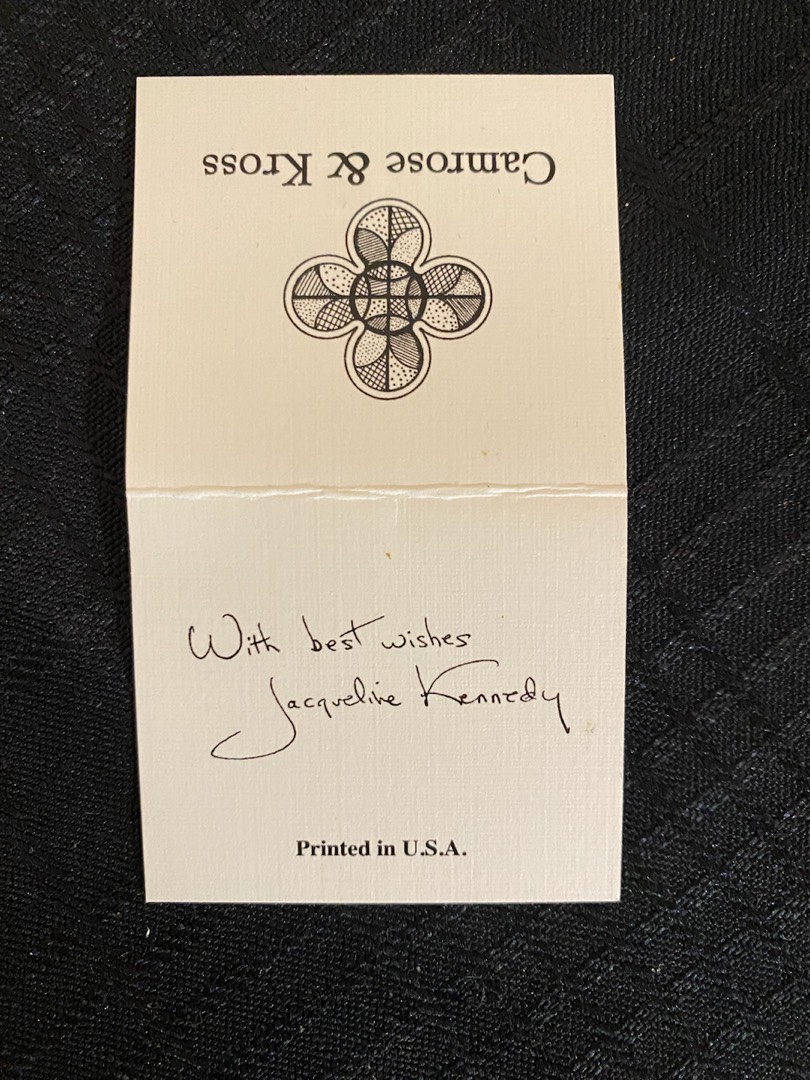 Camrose & Kross
With best wishes
Jacqueline Kennedy
Printed in U.S.A.